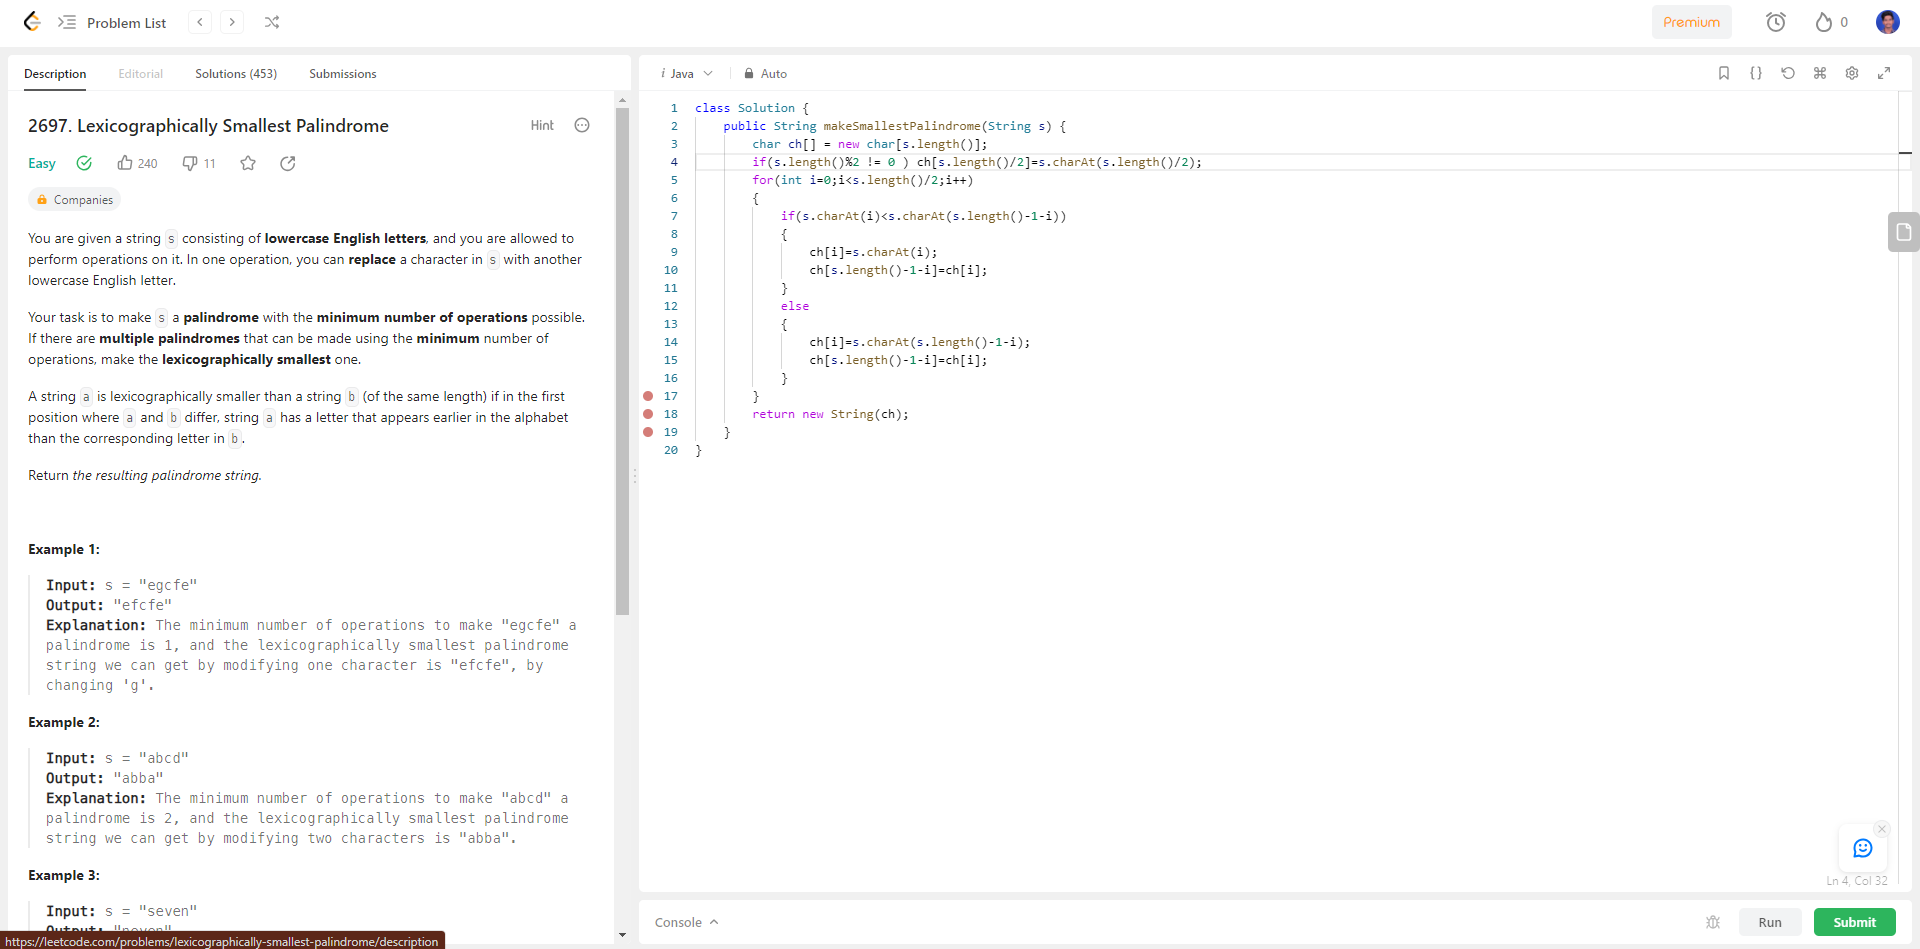 Problem List
Premium
0
Description Editorial Solutions (453) Submissions
2697. Lexicographically Smallest Palindrome
Hint
Easy 240 11
Companies
You are given a string s consisting of lowercase English letters, and you are allowed to
perform operations on it. In one operation, you can replace a character in s with another
lowercase English letter.
Your task is to make s a palindrome with the minimum number of operations possible.
If there are multiple palindromes that can be made using the minimum number of
operations, make the lexicographically smallest one.
A string a is lexicographically smaller than a string b (of the same length) if in the first
position where a and b differ, string a has a letter that appears earlier in the alphabet
than the corresponding letter in b.
Return the resulting palindrome string.
Example 1:
Input: s = "egcfe"
Output: "efcfe"
Explanation: The minimum number of operations to make "egcfe" a
palindrome is 1, and the lexicographically smallest palindrome
string we can get by modifying one character is "efcfe", by
changing 'g'.
Example 2:
Input: s = "abcd"
Output: "abba"
Explanation: The minimum number of operations to make "abcd" a
palindrome is 2, and the lexicographically smallest palindrome
string we can get by modifying two characters is "abba".
Example 3:
Input: s = "seven"
Output: "neven"
https://leetcode.com/problems/lexicographically-smallest-palindrome/description
i Java Auto
1 class Solution {
2 public String makeSmallestPalindrome(String s) {
3 char ch[] = new char[s.length()];
4 if(s.length()%2 != 0 ) ch[s.length()/2]=s.charAt(s.length()/2);
5 for(int i=0;i<s.length()/2;i++)
6 {
7 if(s.charAt(i)<s.charAt(s.length()-1-i))
8 {
9 ch[i]=s.charAt(i);
10 ch[s.length()-1-i]=ch[i];
11 }
12 else
13 {
14 ch[i]=s.charAt(s.length()-1-i);
15 ch[s.length()-1-i]=ch[i];
16 }
17 }
18 return new String(ch);
19 }
20 }
Ln 4, Col 32
Console
Run
Submit